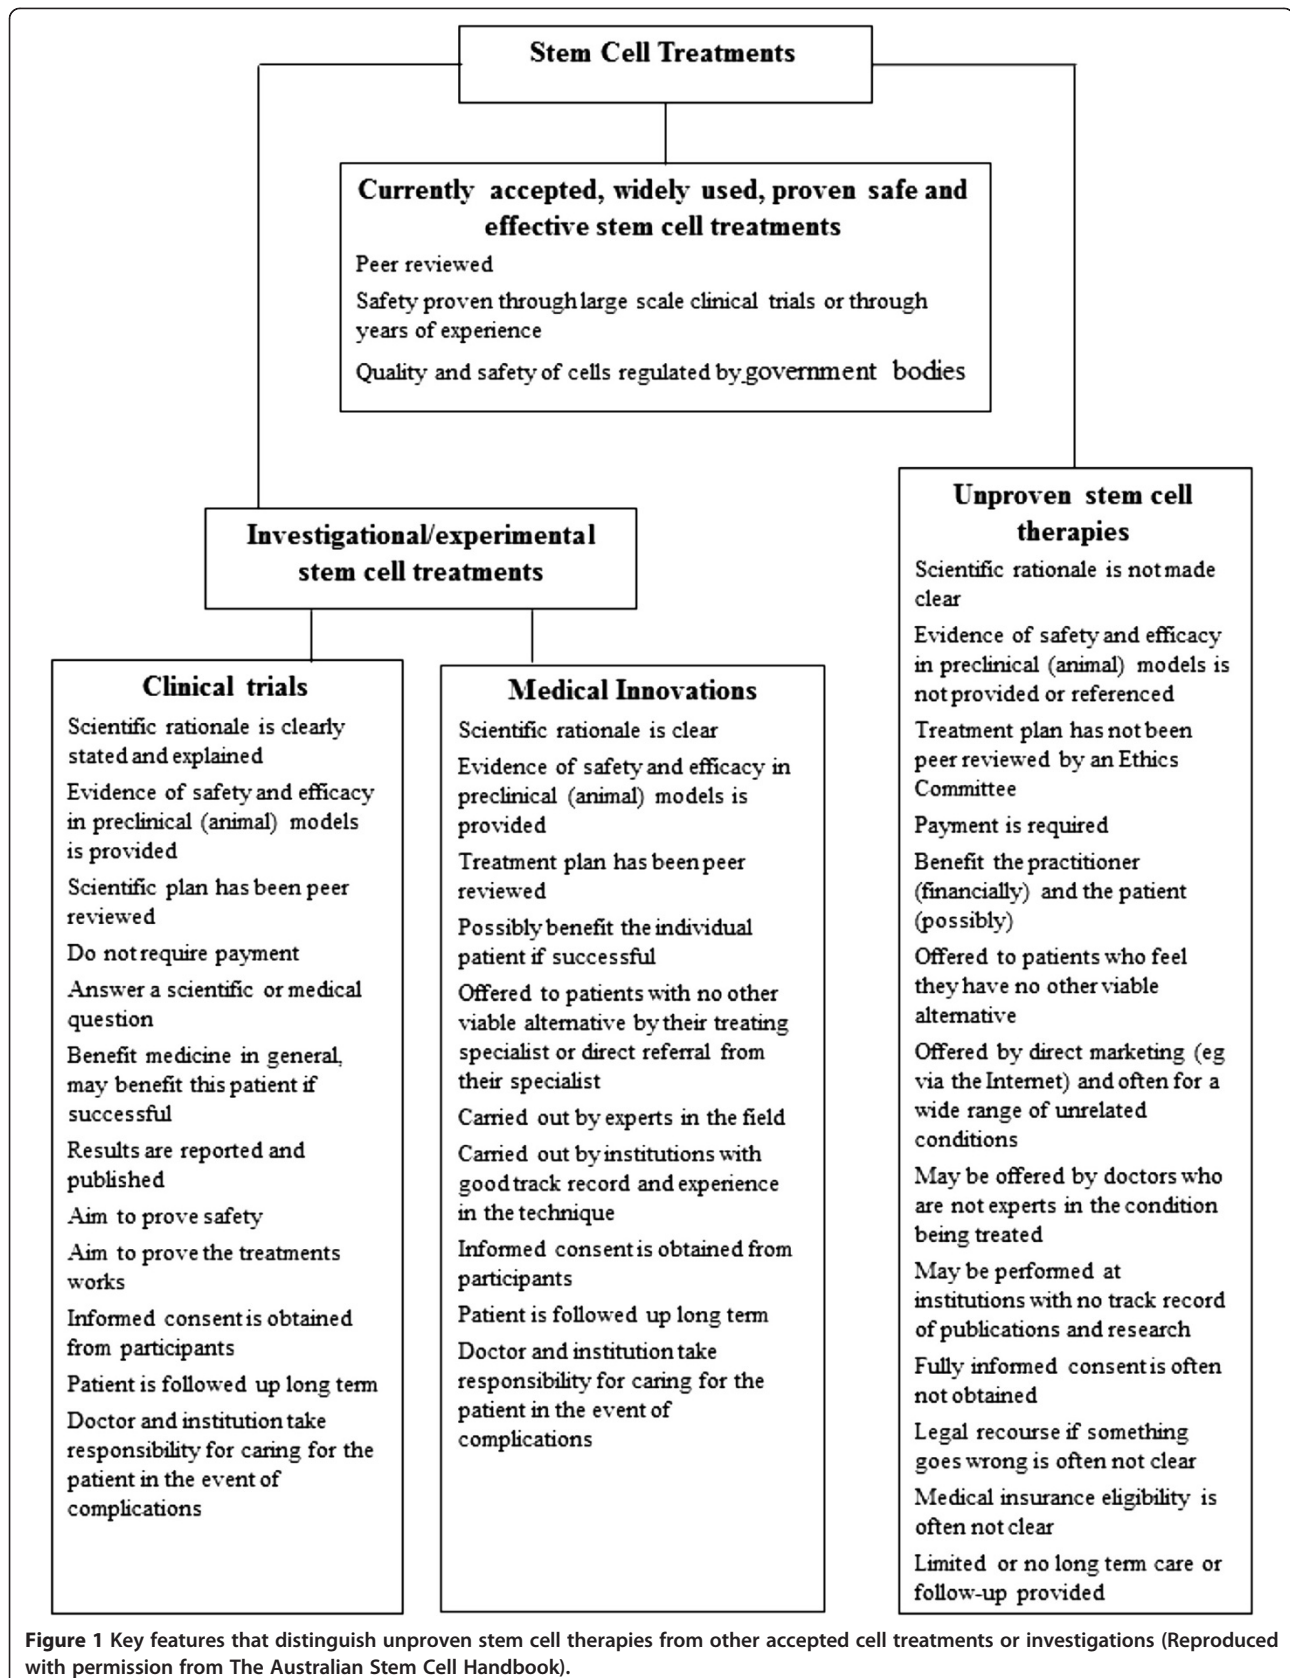 Stem Cell Treatments
Currently accepted, widely used, proven safe and
effective stem cell treatments
Peer reviewed
Safety proven through large scale clinical trials or through
years of experience
Quality and safety of cells regulated by government bodies
Investigational/experimental
stem cell treatments
Clinical trials
Scientific rationale is clearly
stated and explained
Evidence of safety and efficacy
in preclinical (animal) models
is provided
Scientific plan has been peer
reviewed
Do not require payment
Answer a scientific or medical
question
Benefit medicine in general,
may benefit this patient if
successful
Results are reported and
published
Aim to prove safety
Aim to prove the treatments
works
Informed consent is obtained
from participants
Patient is followed up long term
Doctor and institution take
responsibility for caring for the
patient in the event of
complications
Medical Innovations
Scientific rationale is clear
Evidence of safety and efficacy in
preclinical (animal) models is
provided
Treatment plan has been peer
reviewed
Possibly benefit the individual
patient if successful
Offered to patients with no other
viable alternative by their treating
specialist or direct referral from
their specialist
Carried out by experts in the field
Carried out by institutions with
good track record and experience
in the technique
Informed consent is obtained from
participants
Patient is followed up long term
Doctor and institution take
responsibility for caring for the
patient in the event of
complications
Unproven stem cell
therapies
Scientific rationale is not made
clear
Evidence of safety and efficacy
in preclinical (animal) models is
not provided or referenced
Treatment plan has not been
peer reviewed by an Ethics
Committee
Payment is required
Benefit the practitioner
(financially) and the patient
(possibly)
Offered to patients who feel
they have no other viable
alternative
Offered by direct marketing (eg
via the Internet) and often for a
wide range of unrelated
conditions
May be offered by doctors who
are not experts in the condition
being treated
May be performed at
institutions with no track record
of publications and research
Fully informed consent is often
not obtained
Legal recourse if something
goes wrong is often not clear
Medical insurance eligibility is
often not clear
Limited or no long term care or
follow-up provided
Figure 1 Key features that distinguish unproven stem cell therapies from other accepted cell treatments or investigations (Reproduced
with permission from The Australian Stem Cell Handbook).